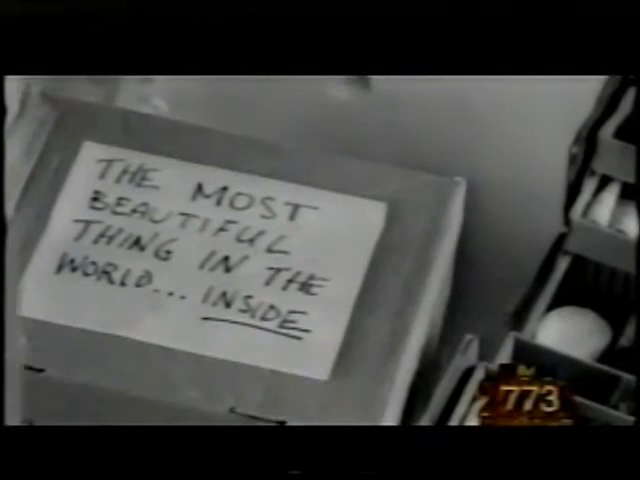 THE MOST
BEAUTIFUL
THING IN THE
WORLD... INSIDE
773